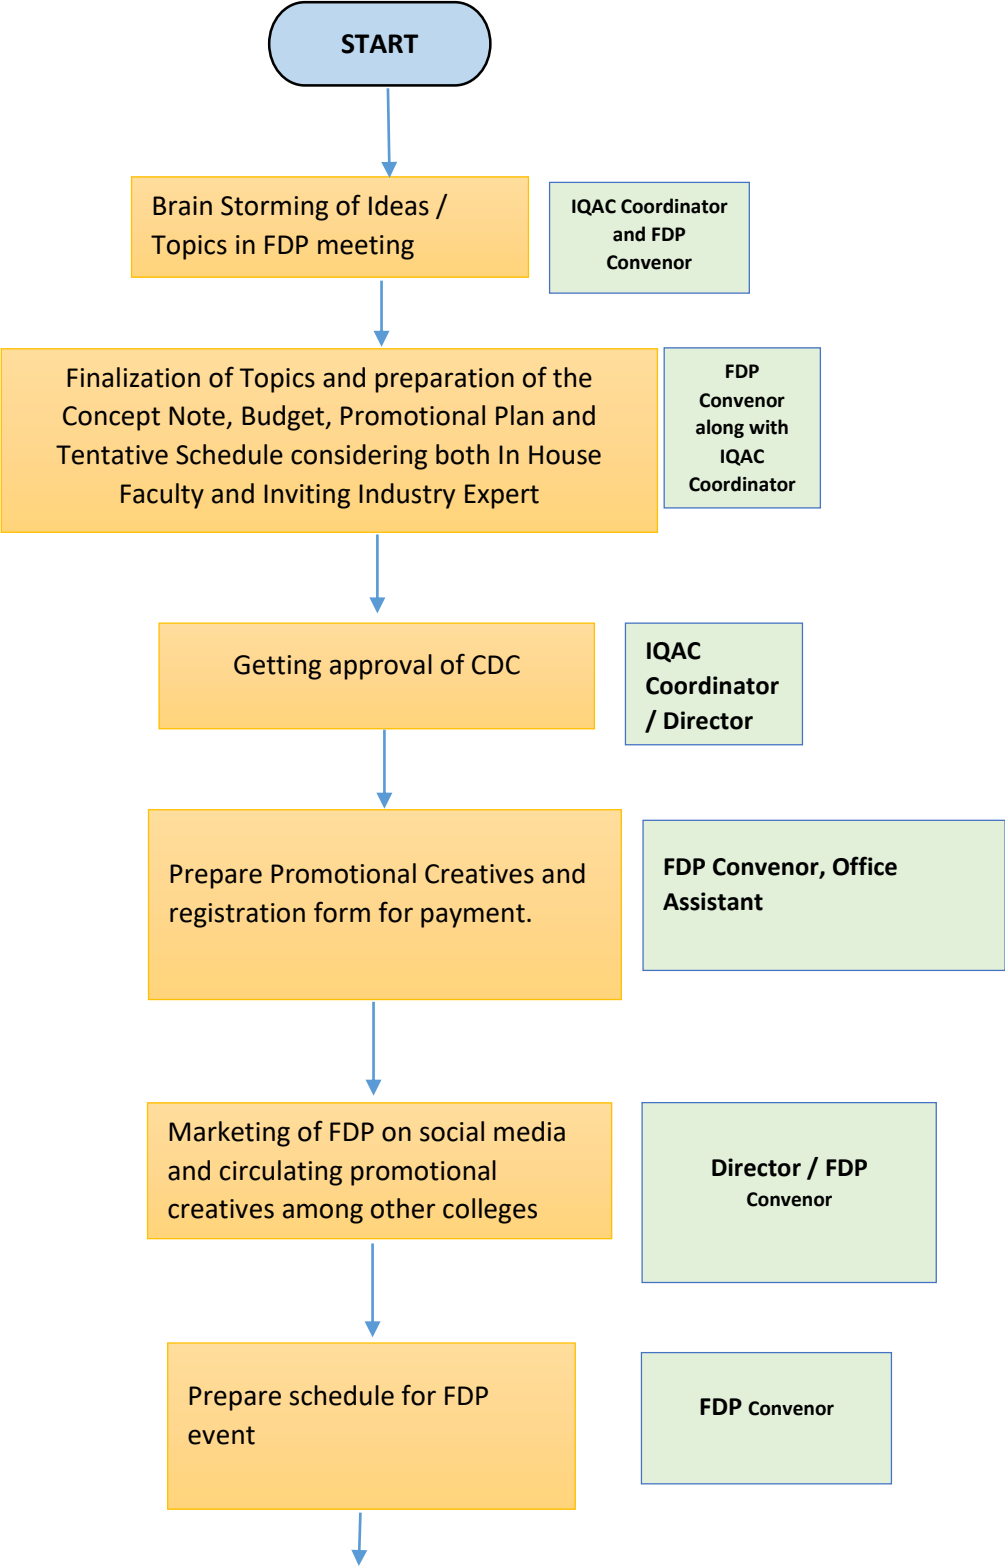 START
Brain Storming of Ideas /
Topics in FDP meeting
IQAC Coordinator
and FDP
Convenor
Finalization of Topics and preparation of the
Concept Note, Budget, Promotional Plan and
Tentative Schedule considering both In House
Faculty and Inviting Industry Expert
FDP
Convenor
along with
IQAC
Coordinator
Getting approval of CDC
IQAC
Coordinator
/ Director
Prepare Promotional Creatives and
registration form for payment.
FDP Convenor, Office
Assistant
Marketing of FDP on social media
and circulating promotional
creatives among other colleges
Director / FDP
Convenor
Prepare schedule for FDP
event
FDP Convenor